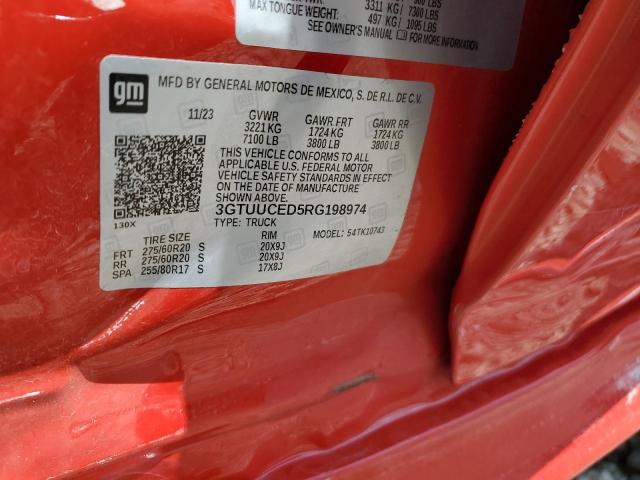 3311 KG/ 7300 LBS
MAX TONGUE WEIGHT:
497 KG / 1095 LBS
SEE OWNER'S MANUAL FOR MORE INFORMATION
gm
MFD BY GENERAL MOTORS DE MEXICO, S. DE R.L. DE C.V.
11/23 GVWR GAWR FRT GAWR RR
3221 KG 1724 KG 1724 KG
7100 LB 3800 LB 3800 LB
THIS VEHICLE CONFORMS TO ALL
APPLICABLE U.S. FEDERAL MOTOR
VEHICLE SAFETY STANDARDS IN EFFECT
ON THE DATE OF MANUFACTURE SHOWN ABOVE.
3GTUUCED5RG198974
130X
TYPE: TRUCK 54TK10743
TIRE SIZE RIM
FRT 275/60R20 S 20X9J
RR 275/60R20 S 20X9J
SPA 255/80R17 S 17X8J